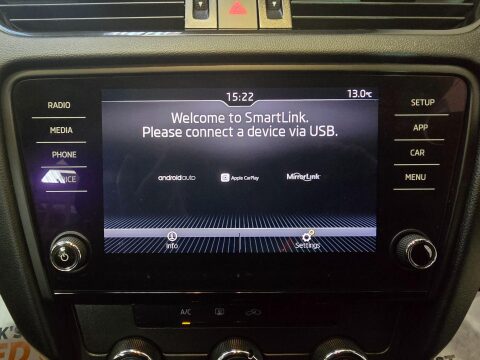 15:22
13.0°C
RADIO
MEDIA
PHONE
SETUP
APP
CAR
MENU
Welcome to SmartLink.
Please connect a device via USB.
androidauto
Apple CarPlay
MirrorLink
Info
Settings
A/C